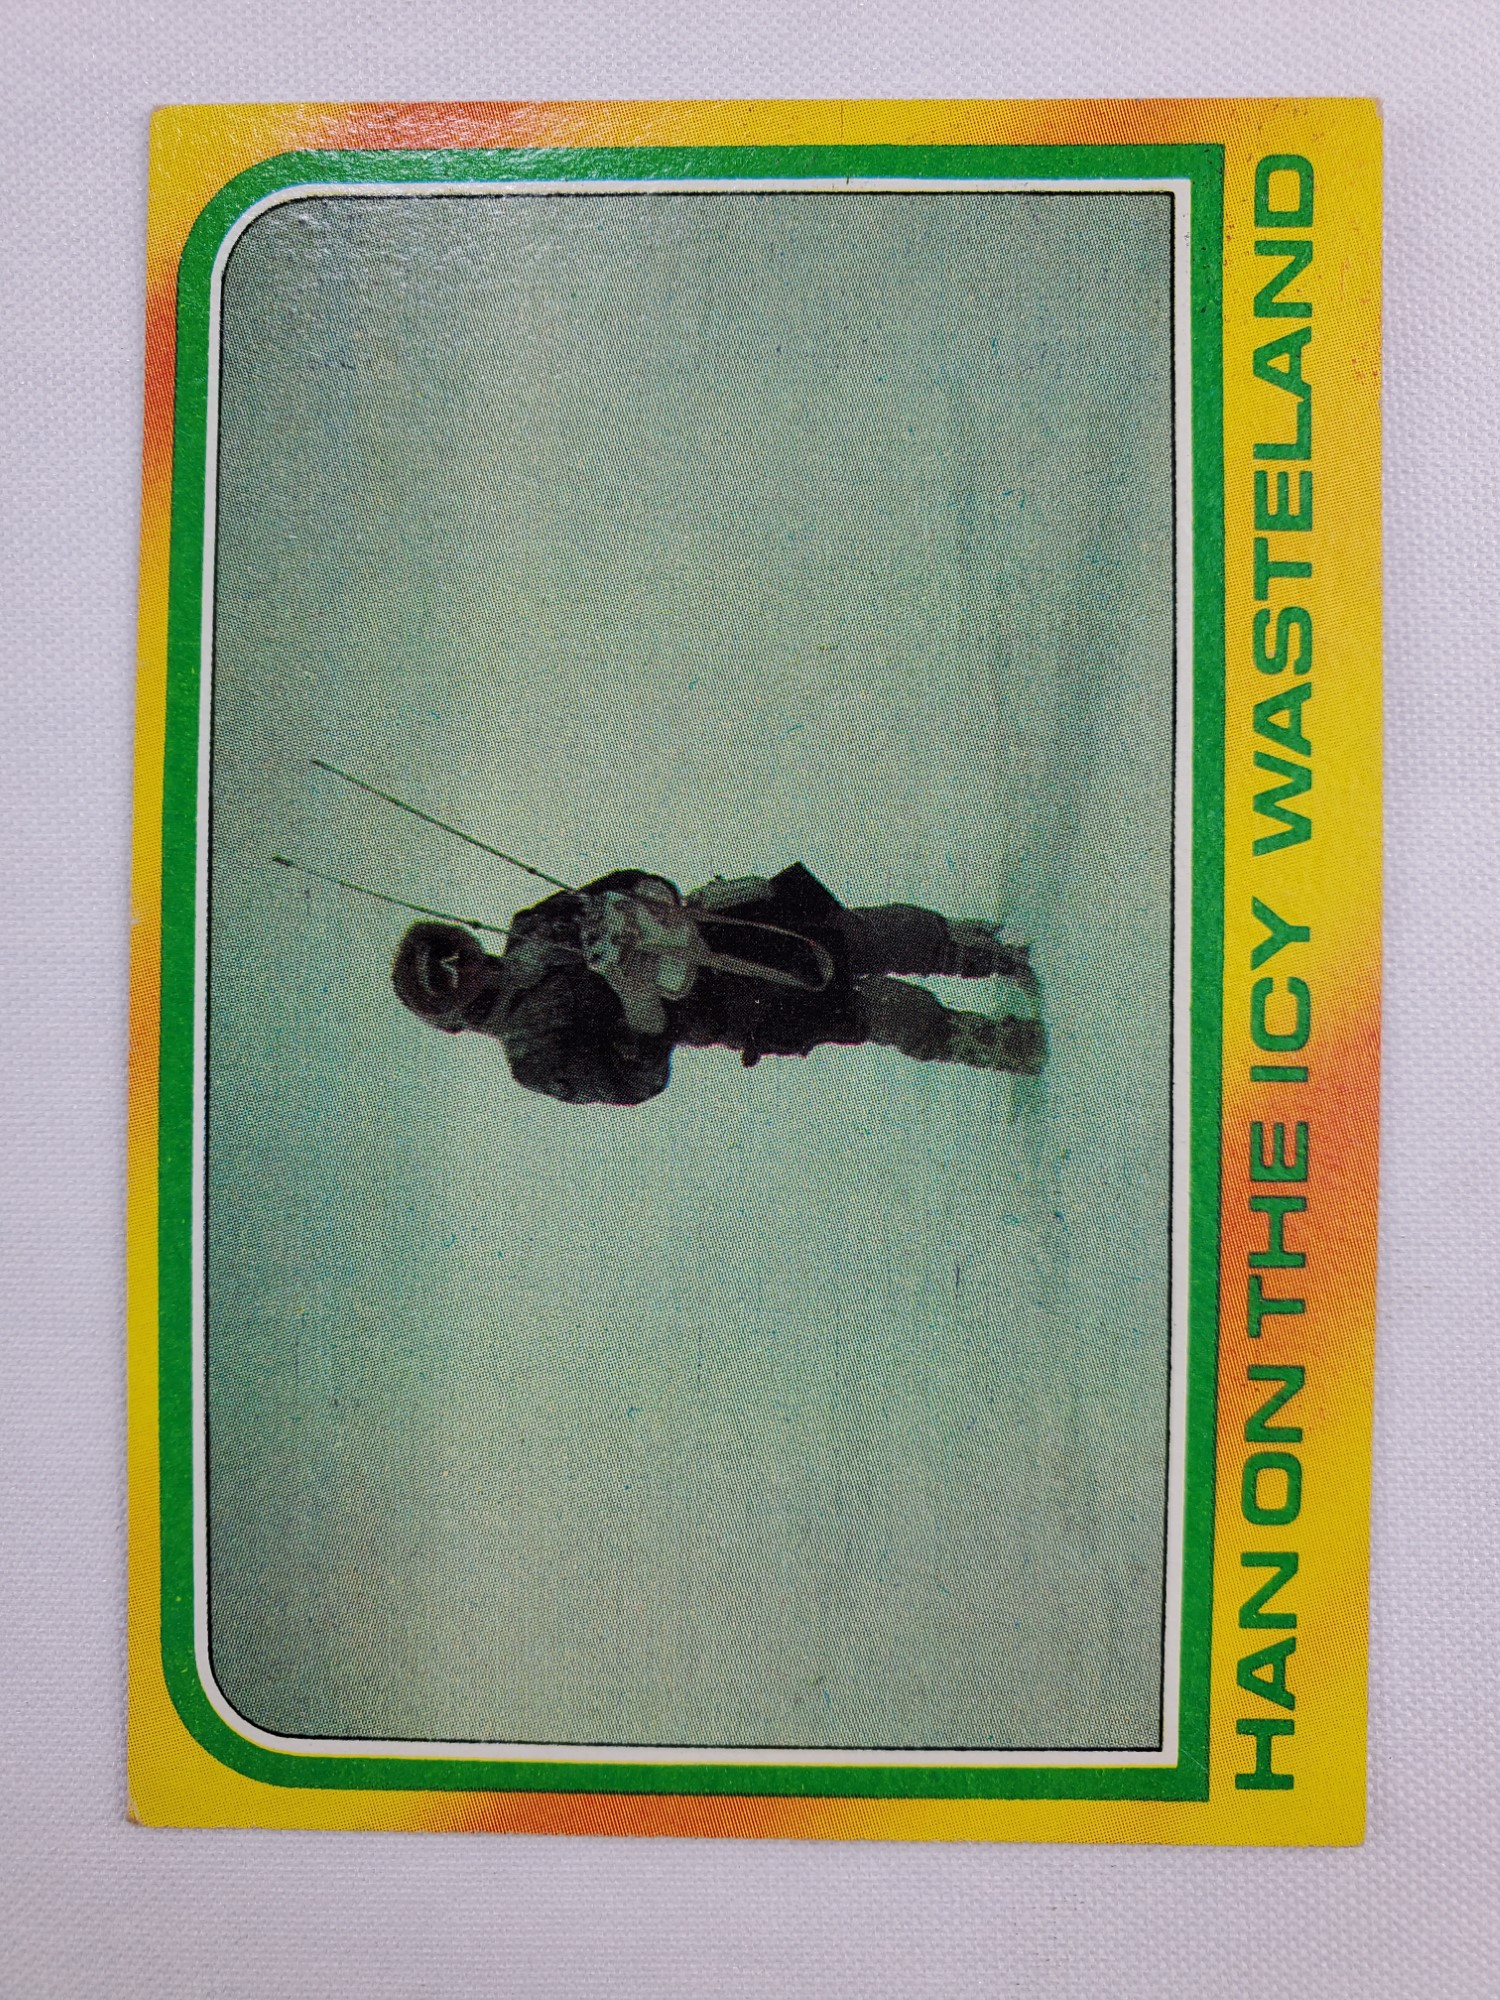 HAN ON THE ICY WASTELAND